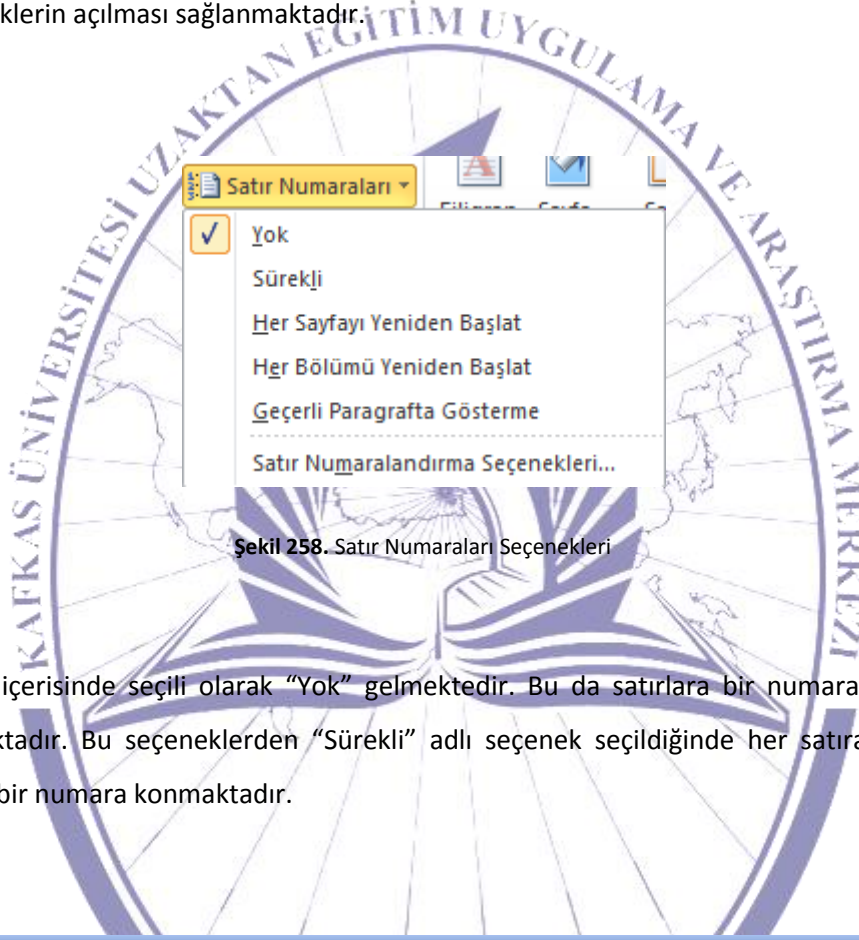 klerin açılması sağlanmaktadır.
KAFKAS ÜNİVERSİTESİ UZAKTAN EĞİTİM UYGULAMA VE ARAŞTIRMA MERKEZİ
Satır Numaraları
Yok
Sürekli
Her Sayfayı Yeniden Başlat
Her Bölümü Yeniden Başlat
Geçerli Paragrafta Gösterme
Satır Numaralandırma Seçenekleri...
Şekil 258. Satır Numaraları Seçenekleri
içerisinde seçili olarak “Yok” gelmektedir. Bu da satırlara bir numara
ktadır. Bu seçeneklerden “Sürekli” adlı seçenek seçildiğinde her satıra
bir numara konmaktadır.